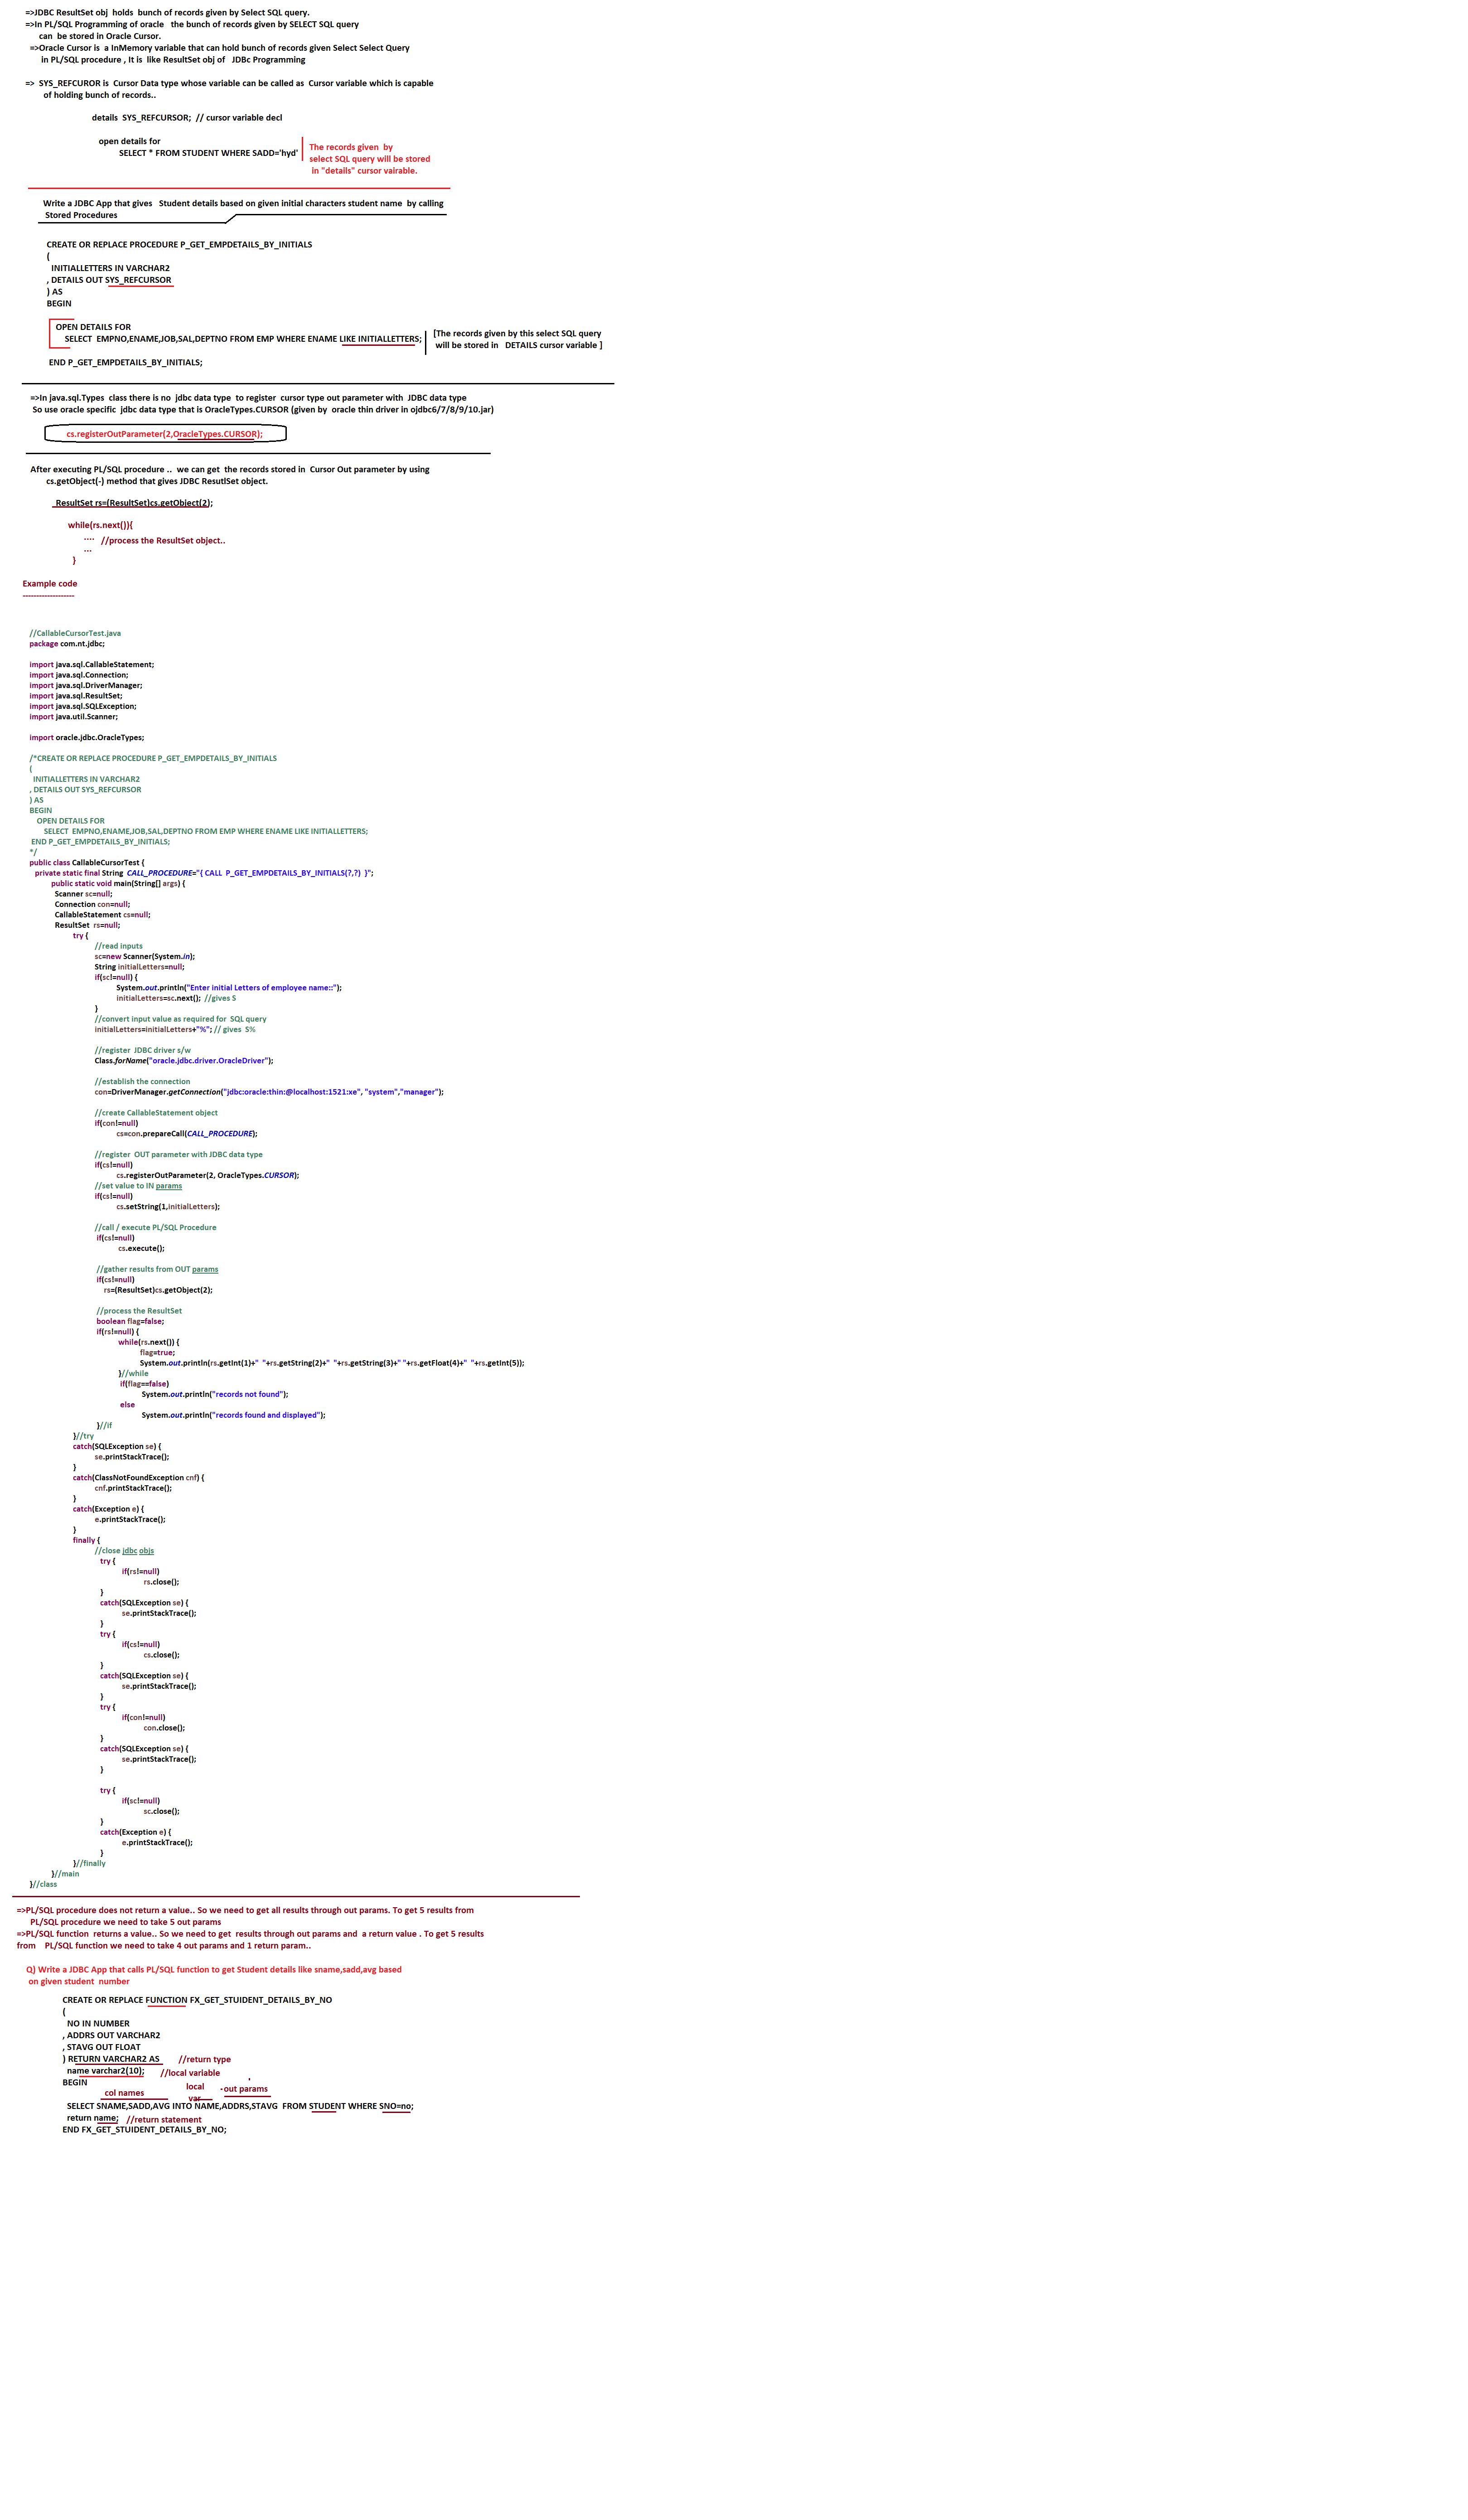 =>JDBC ResultSet obj  holds  bunch of records given by Select SQL query.
=>In PL/SQL Programming of oracle   the bunch of records given by SELECT SQL query
can  be stored in Oracle Cursor.
=>Oracle Cursor is  a InMemory variable that can hold bunch of records given Select Select Query
in PL/SQL procedure , It is  like ResultSet obj of   JDBc Programming
=>  SYS_REFCUROR is  Cursor Data type whose variable can be called as  Cursor variable which is capable
of holding bunch of records..
details  SYS_REFCURSOR;  // cursor variable decl
open details for
SELECT * FROM STUDENT WHERE SADD='hyd'
The records given  by
select SQL query will be stored
in "details" cursor vairable.
Write a JDBC App that gives   Student details based on given initial characters student name  by calling
Stored Procedures
CREATE OR REPLACE PROCEDURE P_GET_EMPDETAILS_BY_INITIALS
(
INITIALLETTERS IN VARCHAR2
, DETAILS OUT SYS_REFCURSOR
) AS
BEGIN
OPEN DETAILS FOR
SELECT  EMPNO,ENAME,JOB,SAL,DEPTNO FROM EMP WHERE ENAME LIKE INITIALLETTERS;
[The records given by this select SQL query
will be stored in   DETAILS cursor variable ]
END P_GET_EMPDETAILS_BY_INITIALS;
=>In java.sql.Types  class there is no  jdbc data type  to register  cursor type out parameter with  JDBC data type
So use oracle specific  jdbc data type that is OracleTypes.CURSOR (given by  oracle thin driver in ojdbc6/7/8/9/10.jar)
cs.registerOutParameter(2,OracleTypes.CURSOR);
After executing PL/SQL procedure ..  we can get  the records stored in  Cursor Out parameter by using
cs.getObject(-) method that gives JDBC ResutlSet object.
ResultSet rs=(ResultSet)cs.getObject(2);
while(rs.next()){
....   //process the ResultSet object..
...
}
Example code
-------------------
//CallableCursorTest.java
package com.nt.jdbc;
import java.sql.CallableStatement;
import java.sql.Connection;
import java.sql.DriverManager;
import java.sql.ResultSet;
import java.sql.SQLException;
import java.util.Scanner;
import oracle.jdbc.OracleTypes;
/*CREATE OR REPLACE PROCEDURE P_GET_EMPDETAILS_BY_INITIALS
(
INITIALLETTERS IN VARCHAR2
, DETAILS OUT SYS_REFCURSOR
) AS
BEGIN
OPEN DETAILS FOR
SELECT  EMPNO,ENAME,JOB,SAL,DEPTNO FROM EMP WHERE ENAME LIKE INITIALLETTERS;
END P_GET_EMPDETAILS_BY_INITIALS;
*/
public class CallableCursorTest {
private static final String  CALL_PROCEDURE="{ CALL  P_GET_EMPDETAILS_BY_INITIALS(?,?)  }";
public static void main(String[] args) {
Scanner sc=null;
Connection con=null;
CallableStatement cs=null;
ResultSet  rs=null;
try {
//read inputs
sc=new Scanner(System.in);
String initialLetters=null;
if(sc!=null) {
System.out.println("Enter initial Letters of employee name::");
initialLetters=sc.next();  //gives S
}
//convert input value as required for  SQL query
initialLetters=initialLetters+"%"; // gives  S%
//register  JDBC driver s/w
Class.forName("oracle.jdbc.driver.OracleDriver");
//establish the connection
con=DriverManager.getConnection("jdbc:oracle:thin:@localhost:1521:xe", "system","manager");
//create CallableStatement object
if(con!=null)
cs=con.prepareCall(CALL_PROCEDURE);
//register  OUT parameter with JDBC data type
if(cs!=null)
cs.registerOutParameter(2, OracleTypes.CURSOR);
//set value to IN params
if(cs!=null)
cs.setString(1,initialLetters);
//call / execute PL/SQL Procedure
if(cs!=null)
cs.execute();
//gather results from OUT params
if(cs!=null)
rs=(ResultSet)cs.getObject(2);
//process the ResultSet
boolean flag=false;
if(rs!=null) {
while(rs.next()) {
flag=true;
System.out.println(rs.getInt(1)+"  "+rs.getString(2)+"  "+rs.getString(3)+" "+rs.getFloat(4)+"  "+rs.getInt(5));
}//while
if(flag==false)
System.out.println("records not found");
else
System.out.println("records found and displayed");
}//if
}//try
catch(SQLException se) {
se.printStackTrace();
}
catch(ClassNotFoundException cnf) {
cnf.printStackTrace();
}
catch(Exception e) {
e.printStackTrace();
}
finally {
//close jdbc objs
try {
if(rs!=null)
rs.close();
}
catch(SQLException se) {
se.printStackTrace();
}
try {
if(cs!=null)
cs.close();
}
catch(SQLException se) {
se.printStackTrace();
}
try {
if(con!=null)
con.close();
}
catch(SQLException se) {
se.printStackTrace();
}
try {
if(sc!=null)
sc.close();
}
catch(Exception e) {
e.printStackTrace();
}
}//finally
}//main
}//class
=>PL/SQL procedure does not return a value.. So we need to get all results through out params. To get 5 results from
PL/SQL procedure we need to take 5 out params
=>PL/SQL function  returns a value.. So we need to get  results through out params and  a return value . To get 5 results
from    PL/SQL function we need to take 4 out params and 1 return param..
Q) Write a JDBC App that calls PL/SQL function to get Student details like sname,sadd,avg based
on given student  number
CREATE OR REPLACE FUNCTION FX_GET_STUIDENT_DETAILS_BY_NO
(
NO IN NUMBER
, ADDRS OUT VARCHAR2
, STAVG OUT FLOAT
) RETURN VARCHAR2 AS    //return type
name varchar2(10);    //local variable
BEGIN
col names
local
var
out params
SELECT SNAME,SADD,AVG INTO NAME,ADDRS,STAVG  FROM STUDENT WHERE SNO=no;
return name;   //return statement
END FX_GET_STUIDENT_DETAILS_BY_NO;